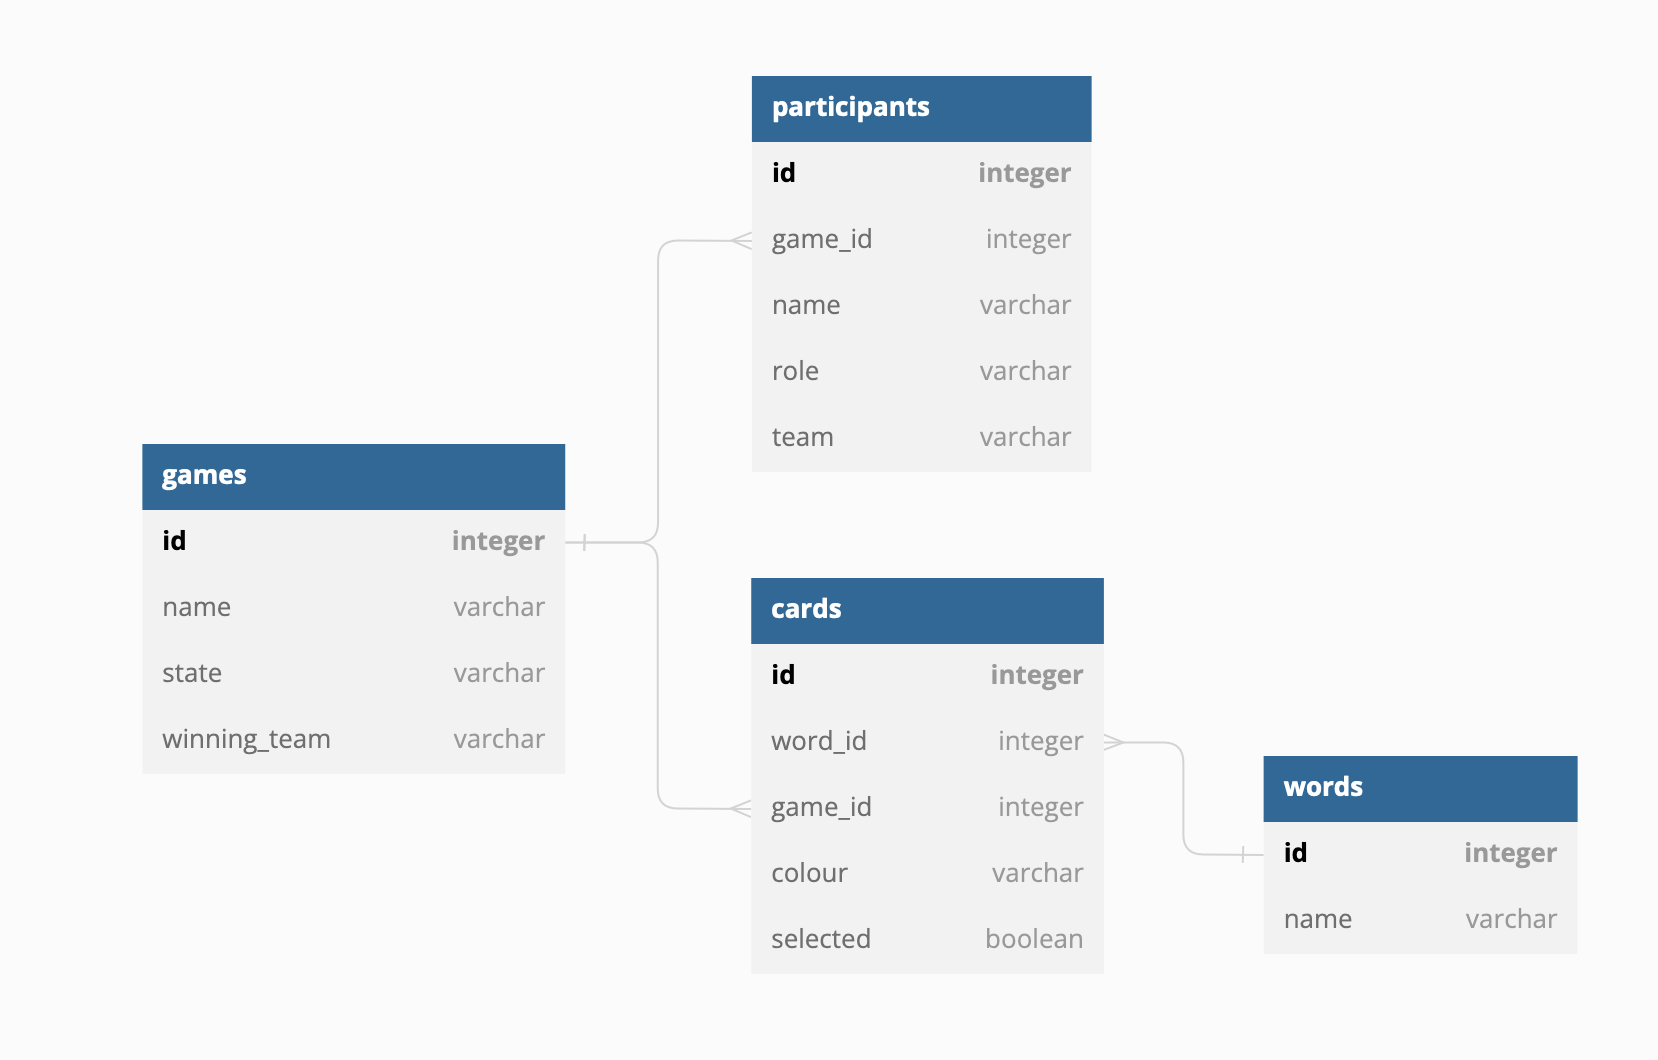 participants
id integer
game_id integer
name varchar
role varchar
team varchar
games
id integer
name varchar
state varchar
winning_team varchar
cards
id integer
word_id integer
game_id integer
colour varchar
selected boolean
words
id integer
name varchar